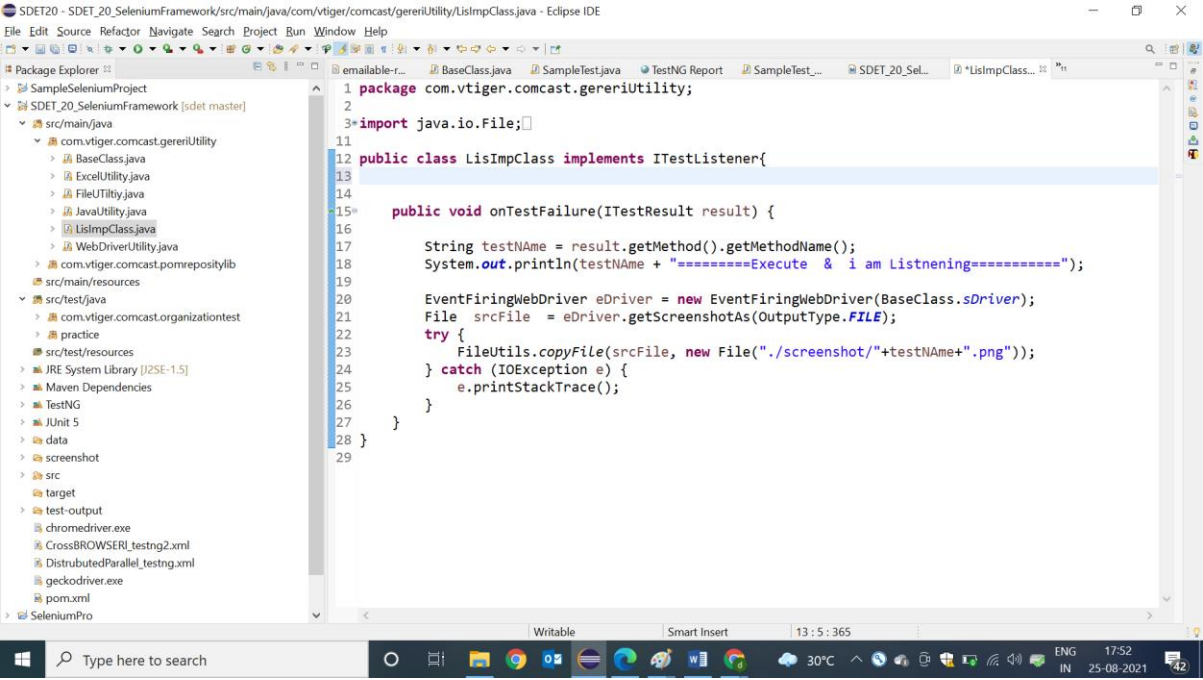 SDET20 - SDET_20_SeleniumFramework/src/main/java/com/vtiger/comcast/gereriUtility/LisImpClass.java - Eclipse IDE
File Edit Source Refactor Navigate Search Project Run Window Help
Package Explorer
emailable-r... BaseClass.java SampleTest.java TestNG Report SampleTest_... SDET_20_Sel... *LisImpClass... »11
SampleSeleniumProject
SDET_20_SeleniumFramework [sdet master]
src/main/java
com.vtiger.comcast.gereriUtility
BaseClass.java
ExcelUtility.java
FileUTiltiy.java
JavaUtility.java
LisImpClass.java
WebDriverUtility.java
com.vtiger.comcast.pomrepositylib
src/main/resources
src/test/java
com.vtiger.comcast.organizationtest
practice
src/test/resources
JRE System Library [J2SE-1.5]
Maven Dependencies
TestNG
JUnit 5
data
screenshot
src
target
test-output
chromedriver.exe
CrossBROWSERl_testng2.xml
DistrubutedParallel_testng.xml
geckodriver.exe
pom.xml
SeleniumPro
1 package com.vtiger.comcast.gereriUtility;
2
3 import java.io.File;
11
12 public class LisImpClass implements ITestListener{
13
14
15 public void onTestFailure(ITestResult result) {
16
17 String testNAme = result.getMethod().getMethodName();
18 System.out.println(testNAme + "=========Execute & i am Listnening===========");
19
20 EventFiringWebDriver eDriver = new EventFiringWebDriver(BaseClass.sDriver);
21 File srcFile = eDriver.getScreenshotAs(OutputType.FILE);
22 try {
23 FileUtils.copyFile(srcFile, new File("./screenshot/"+testNAme+".png"));
24 } catch (IOException e) {
25 e.printStackTrace();
26 }
27 }
28 }
29
Writable Smart Insert 13 : 5 : 365
Type here to search
30°C
ENG
IN
17:52
25-08-2021
42